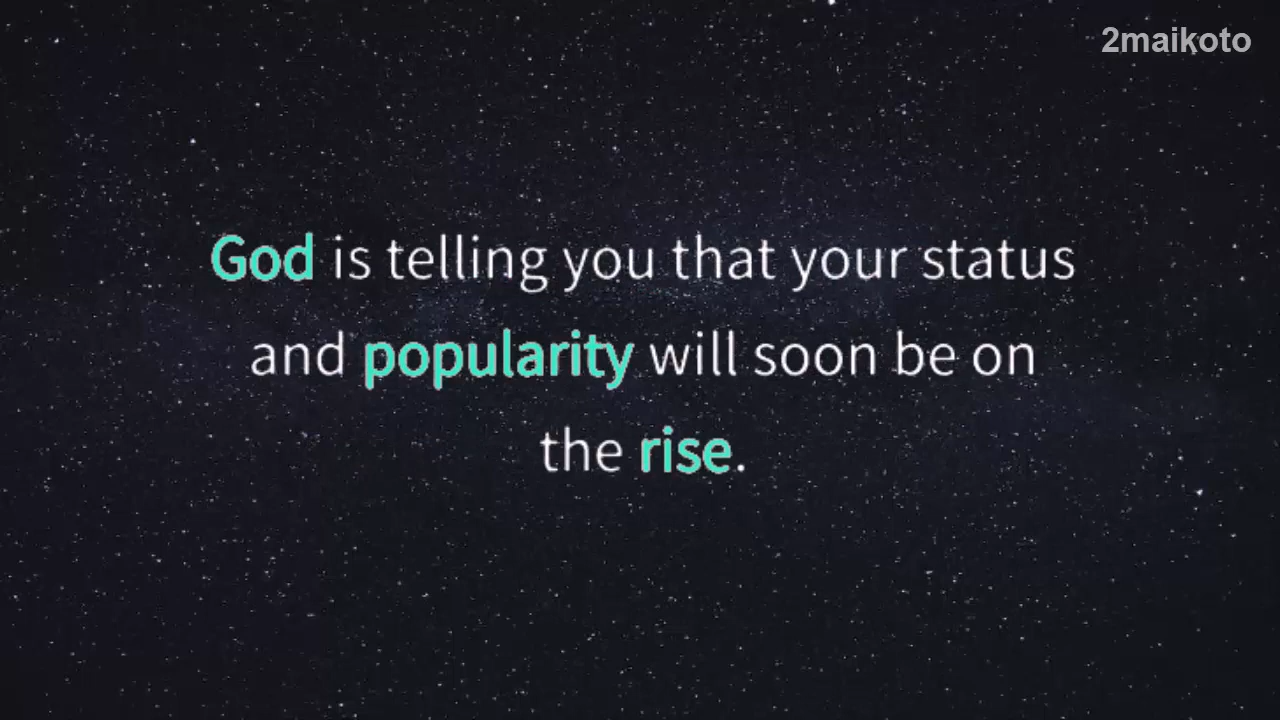 2maikoto
God is telling you that your status
and popularity will soon be on
the rise.